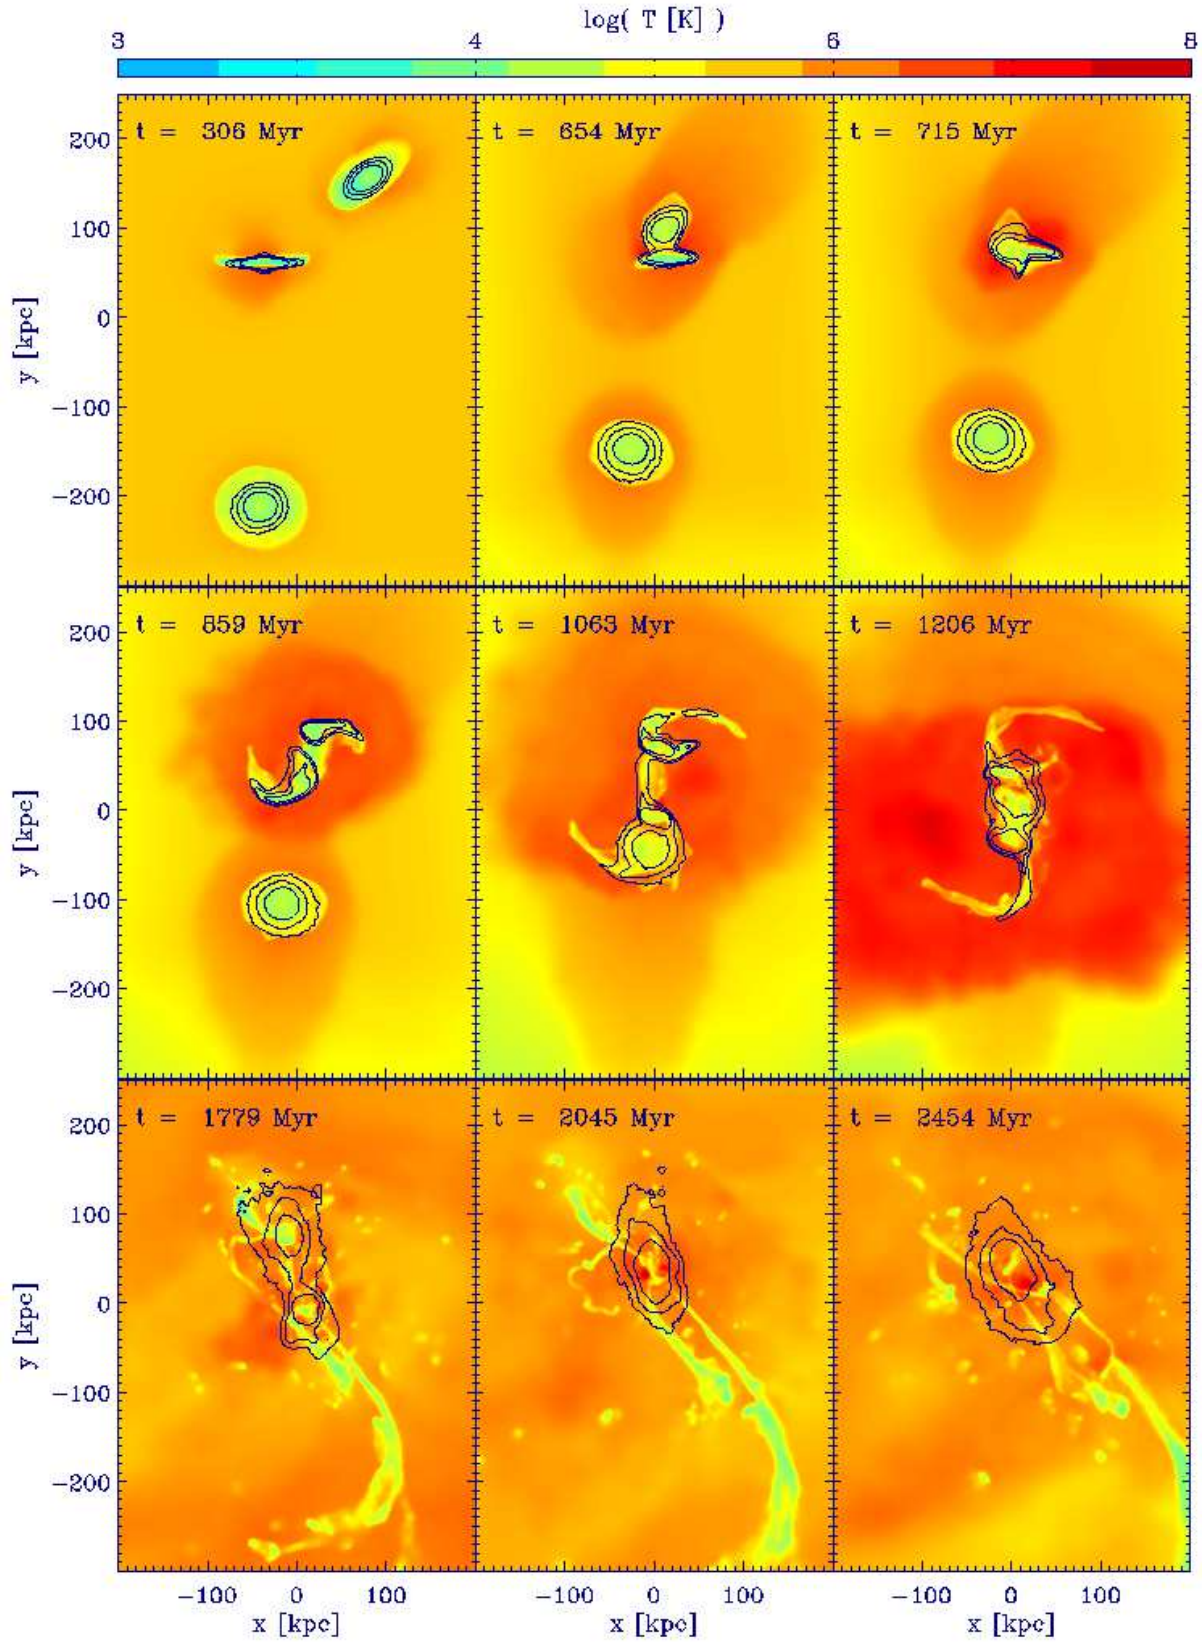 log( T [K] )
3 4 6 8
t = 306 Myr t = 654 Myr t = 715 Myr
200
100
0
-100
-200
y [kpc]
t = 859 Myr t = 1063 Myr t = 1206 Myr
200
100
0
-100
-200
y [kpc]
t = 1779 Myr t = 2045 Myr t = 2454 Myr
200
100
0
-100
-200
y [kpc]
-100 0 100 -100 0 100 -100 0 100
x [kpc] x [kpc] x [kpc]